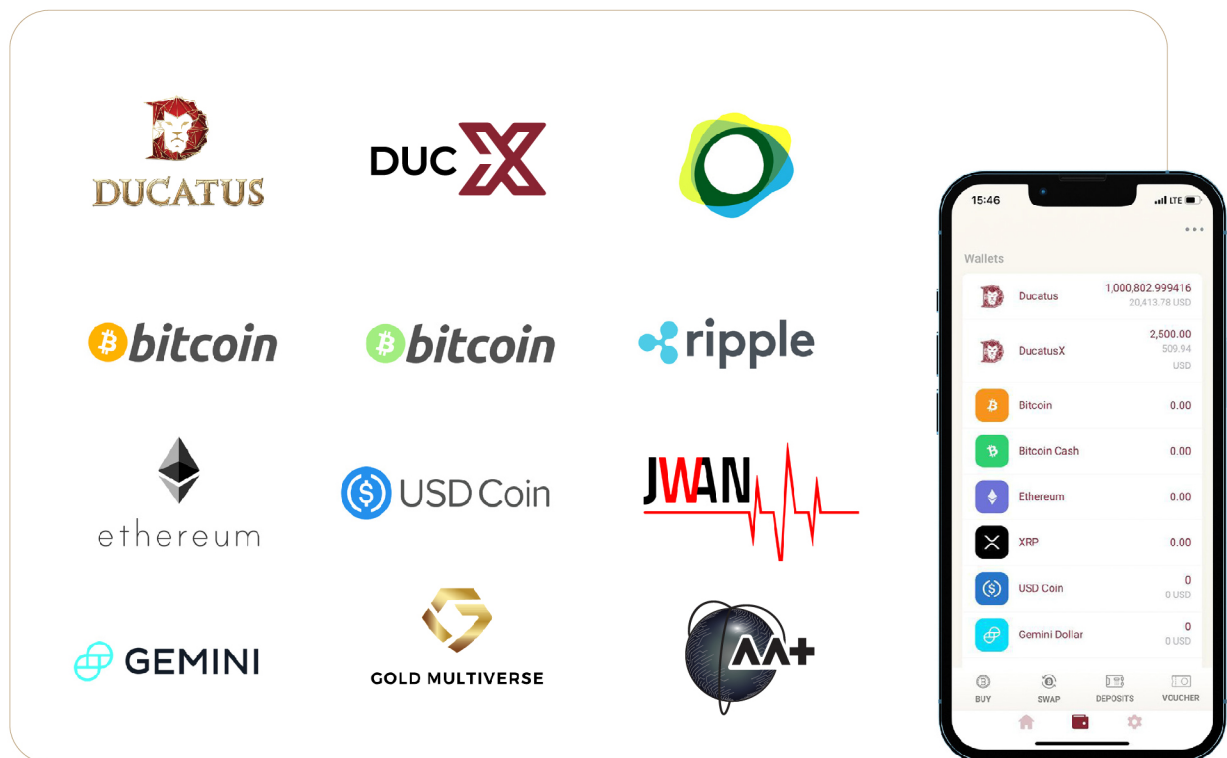 DUCATUS
DUC X
bitcoin
bitcoin
ripple
ethereum
USD Coin
JWAN
GEMINI
GOLD MULTIVERSE
AA+
15:46
LTE
Wallets
Ducatus 1,000,802.999416
20,413.78 USD
DucatusX 2,500.00
509.94
USD
Bitcoin 0.00
Bitcoin Cash 0.00
Ethereum 0.00
XRP 0.00
USD Coin 0
0 USD
Gemini Dollar 0
0 USD
BUY SWAP DEPOSITS VOUCHER